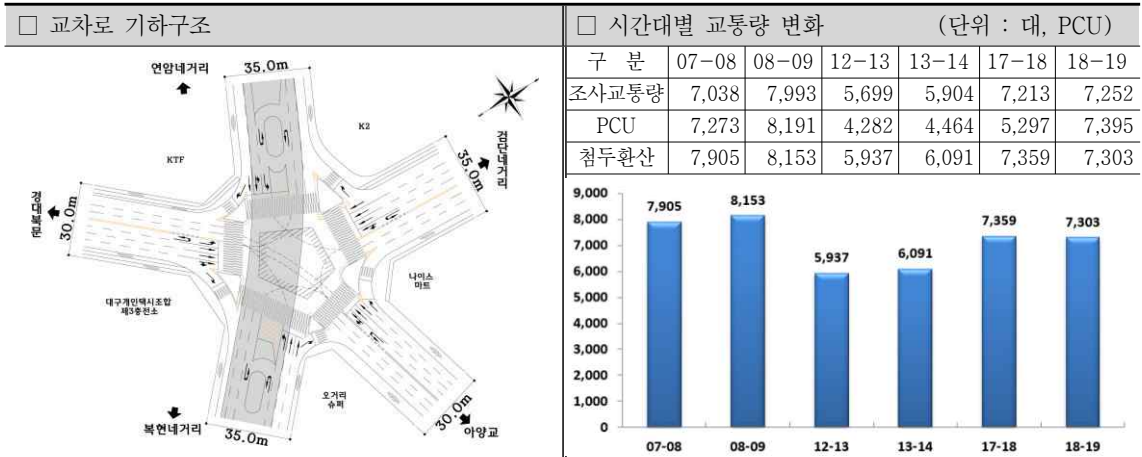 □ 교차로 기하구조
연암네거리
35.0m
K2
KTF
검단네거리
35.0m
경대북문
30.0m
나이스
마트
대구개인택시조합
제3충전소
오거리
슈퍼
복현네거리
35.0m
30.0m
아양교
□ 시간대별 교통량 변화 (단위 : 대, PCU)
구 분 07-08 08-09 12-13 13-14 17-18 18-19
조사교통량 7,038 7,993 5,699 5,904 7,213 7,252
PCU 7,273 8,191 4,282 4,464 5,297 7,395
첨두환산 7,905 8,153 5,937 6,091 7,359 7,303
9,000
8,000
7,000
6,000
5,000
4,000
3,000
2,000
1,000
0
7,905 8,153 5,937 6,091 7,359 7,303
07-08 08-09 12-13 13-14 17-18 18-19